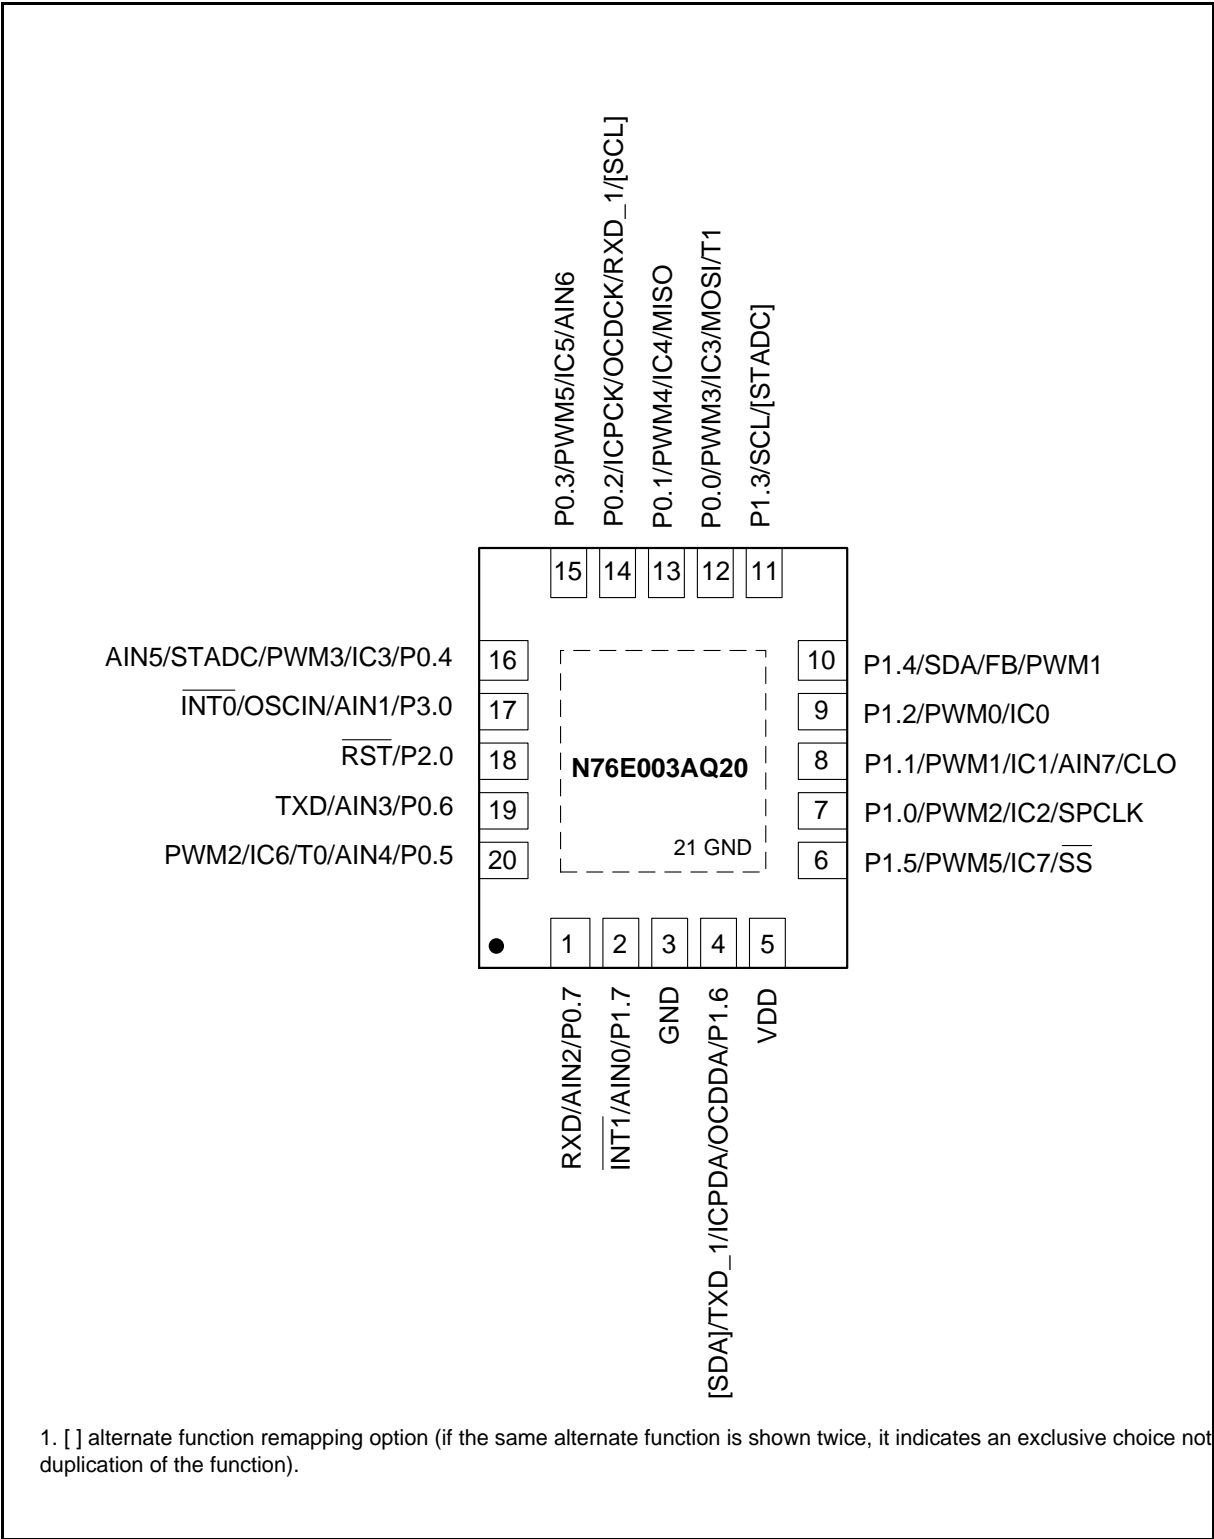 P0.3/PWM5/IC5/AIN6
P0.2/ICPCK/OCDCK/RXD_1/[SCL]
P0.1/PWM4/IC4/MISO
P0.0/PWM3/IC3/MOSI/T1
P1.3/SCL/[STADC]
15 14 13 12 11
AIN5/STADC/PWM3/IC3/P0.4 16
I̅N̅T̅0̅/OSCIN/AIN1/P3.0 17
R̅S̅T̅/P2.0 18
TXD/AIN3/P0.6 19
PWM2/IC6/T0/AIN4/P0.5 20
N76E003AQ20
21 GND
10 P1.4/SDA/FB/PWM1
9 P1.2/PWM0/IC0
8 P1.1/PWM1/IC1/AIN7/CLO
7 P1.0/PWM2/IC2/SPCLK
6 P1.5/PWM5/IC7/S̅S̅
1 2 3 4 5
RXD/AIN2/P0.7
I̅N̅T̅1̅/AIN0/P1.7
GND
[SDA]/TXD_1/ICPDA/OCDDA/P1.6
VDD
1. [ ] alternate function remapping option (if the same alternate function is shown twice, it indicates an exclusive choice not
duplication of the function).